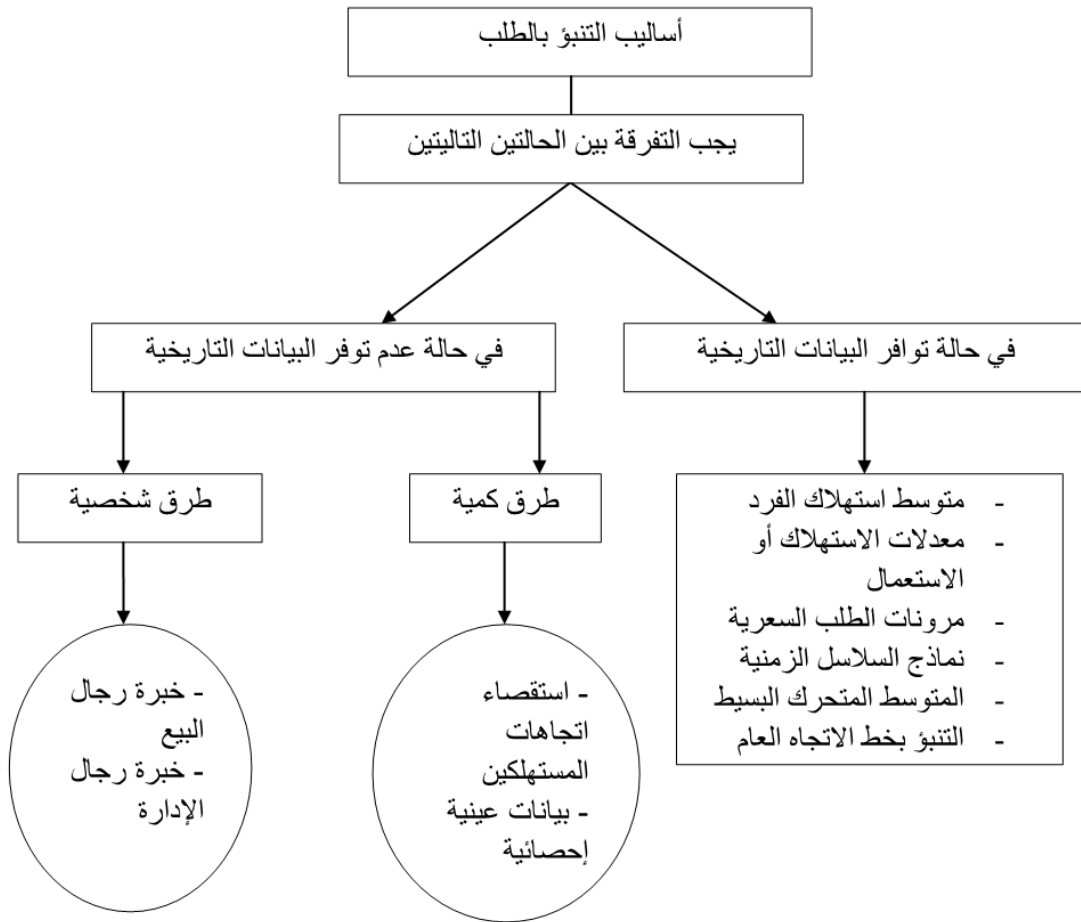 أساليب التنبؤ بالطلب
يجب التفرقة بين الحالتين التاليتين
في حالة توافر البيانات التاريخية
في حالة عدم توفر البيانات التاريخية
طرق كمية
طرق شخصية
- متوسط استهلاك الفرد
- معدلات الاستهلاك أو
الاستعمال
- مرونات الطلب السعرية
- نماذج السلاسل الزمنية
- المتوسط المتحرك البسيط
- التنبؤ بخط الاتجاه العام
- استقصاء
اتجاهات
المستهلكين
- بيانات عينية
إحصائية
- خبرة رجال
البيع
- خبرة رجال
الإدارة